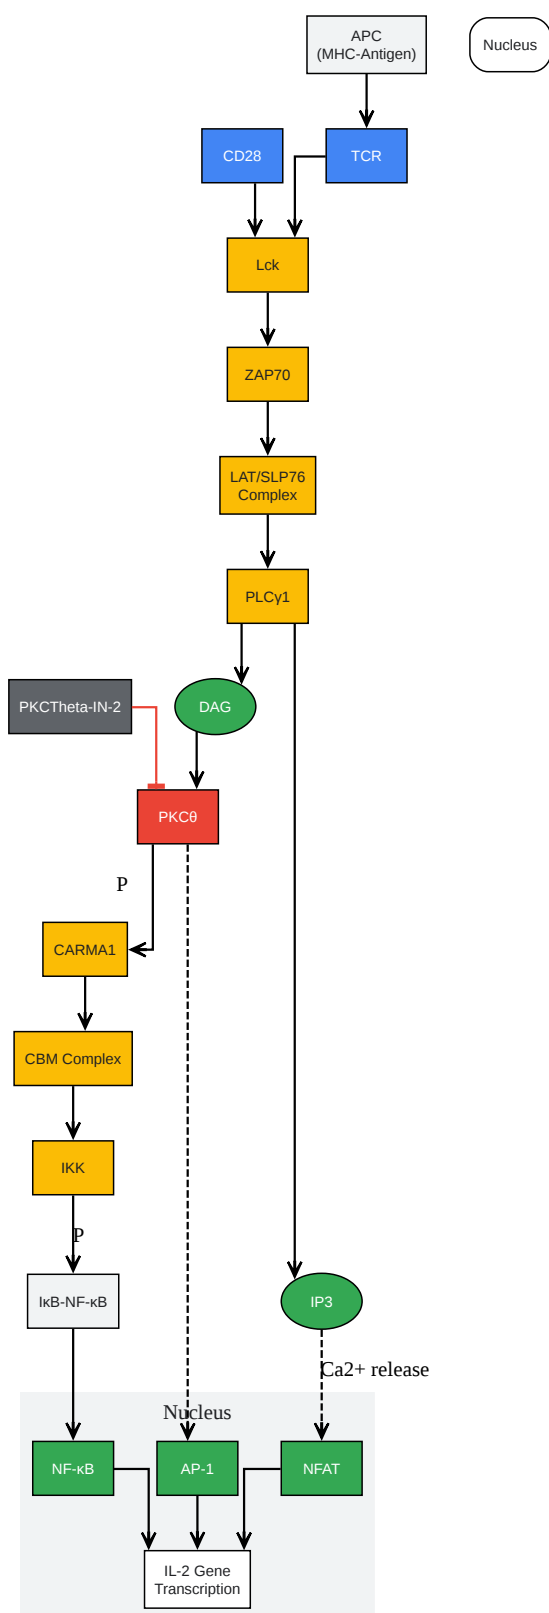 APC
(MHC-Antigen)
Nucleus
CD28
TCR
Lck
ZAP70
LAT/SLP76
Complex
PLCγ1
PKCTheta-IN-2
DAG
PKCθ
P
CARMA1
CBM Complex
IKK
P
IκB-NF-κB
IP3
Ca2+ release
Nucleus
NF-κB
AP-1
NFAT
IL-2 Gene
Transcription